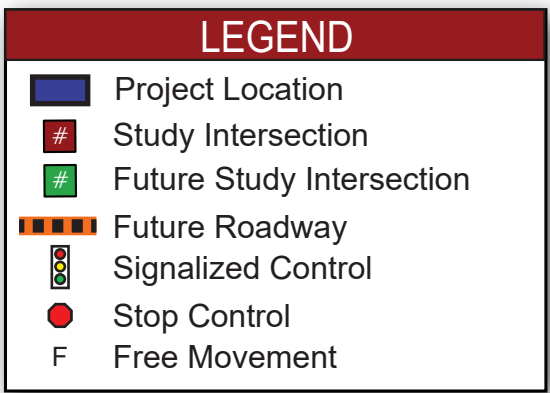 LEGEND
Project Location
# Study Intersection
# Future Study Intersection
Future Roadway
Signalized Control
Stop Control
F Free Movement